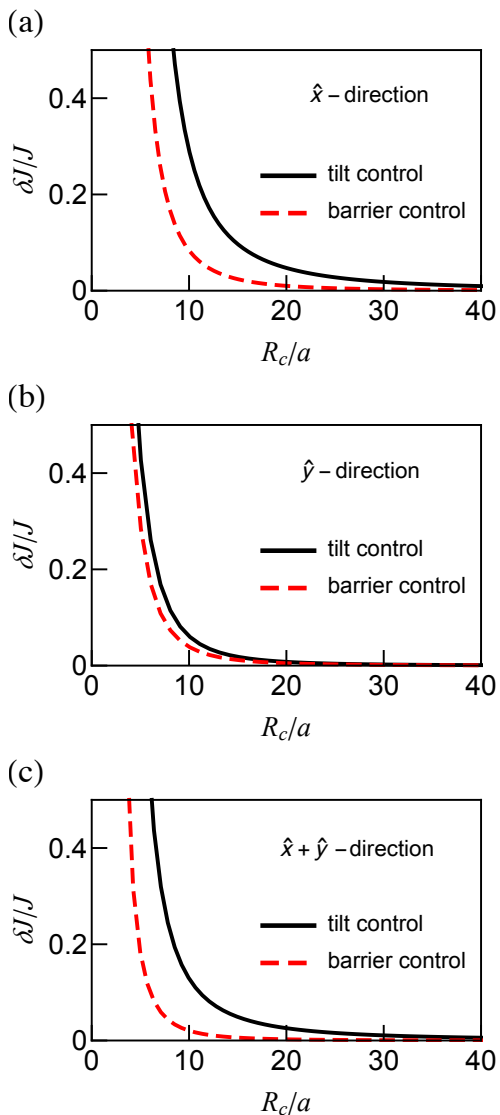 (a)
δJ/J
0.4
0.2
0
x̂ – direction
tilt control
barrier control
0 10 20 30 40
R_c/a
(b)
δJ/J
0.4
0.2
0
ŷ – direction
tilt control
barrier control
0 10 20 30 40
R_c/a
(c)
δJ/J
0.4
0.2
0
x̂ + ŷ – direction
tilt control
barrier control
0 10 20 30 40
R_c/a